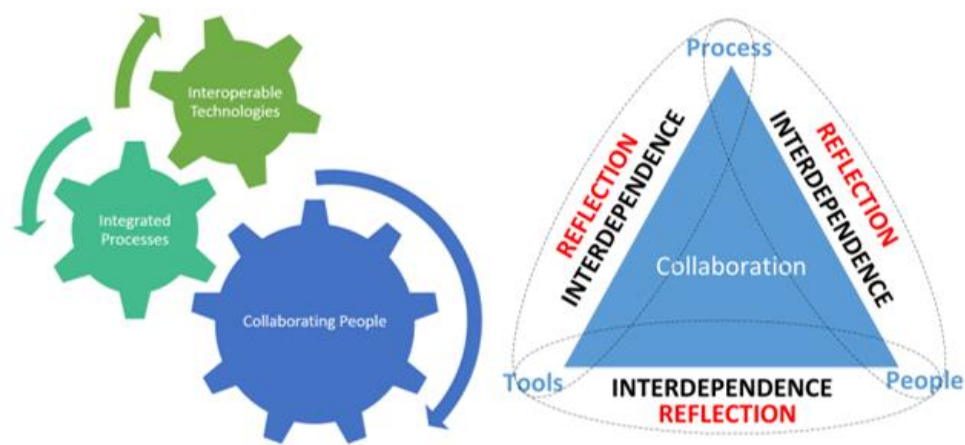 Interoperable
Technologies
Integrated
Processes
Collaborating People
Process
REFLECTION
INTERDEPENDENCE
REFLECTION
INTERDEPENDENCE
Collaboration
Tools
People
INTERDEPENDENCE
REFLECTION